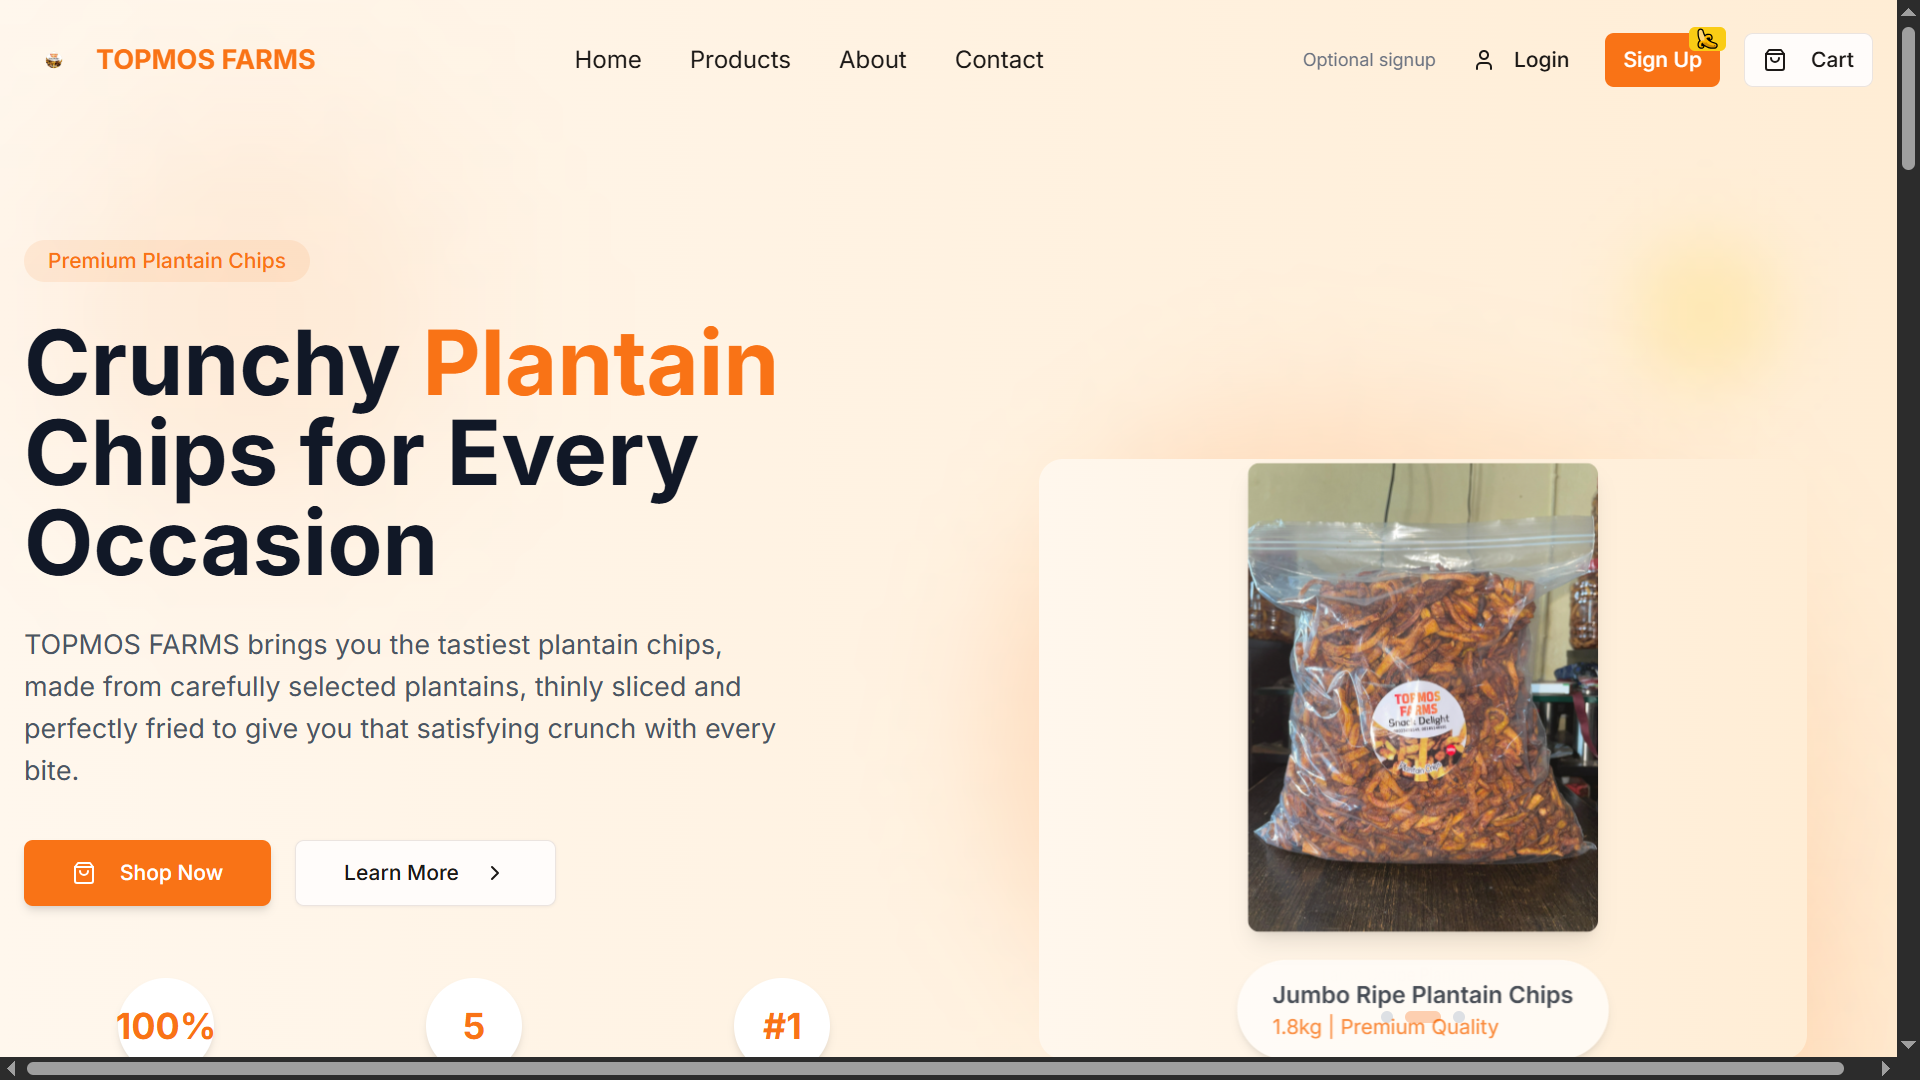 TOPMOS FARMS
Home
Products
About
Contact
Optional signup
Login
Sign Up
Cart
Premium Plantain Chips
Crunchy Plantain
Chips for Every
Occasion
TOPMOS FARMS brings you the tastiest plantain chips,
made from carefully selected plantains, thinly sliced and
perfectly fried to give you that satisfying crunch with every
bite.
Shop Now
Learn More
100%
5
#1
TOPMOS
FARMS
Snack Delight
Jumbo Ripe Plantain Chips
1.8kg | Premium Quality